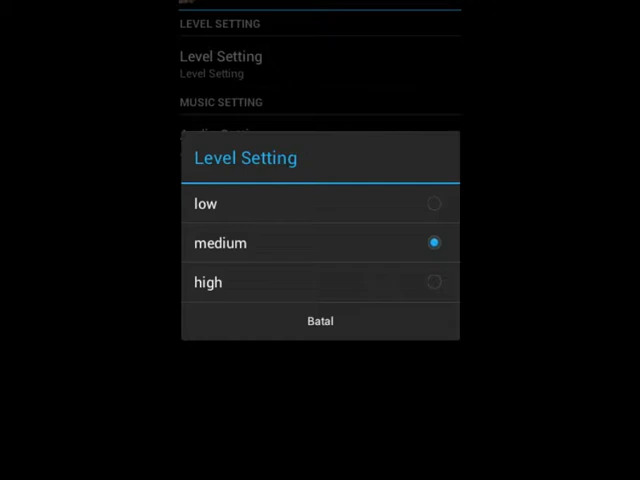 LEVEL SETTING
Level Setting
Level Setting
MUSIC SETTING
Level Setting
low
medium
high
Batal